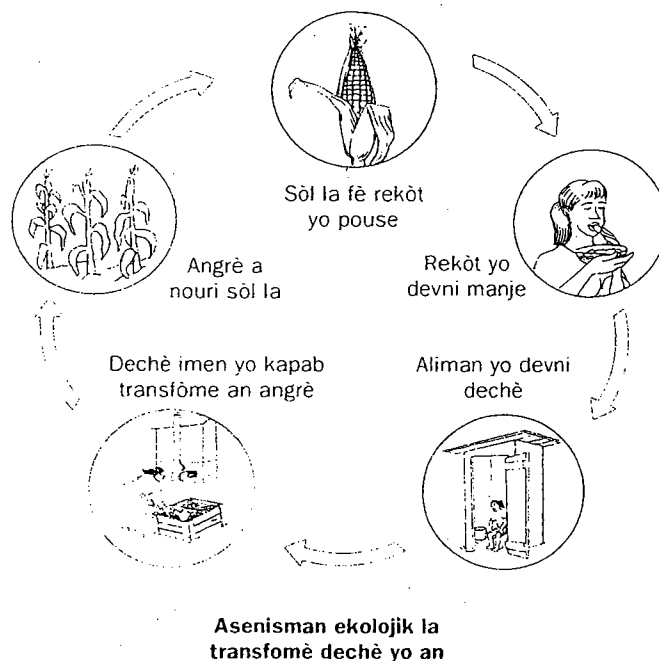 Sòl la fè rekòt
yo pouse
Rekòt yo
devni manje
Aliman yo devni
dechè
Dechè imen yo kapab
transfòme an angrè
Angrè a
nouri sòl la
Asenisman ekolojik la
transfomè dechè yo an